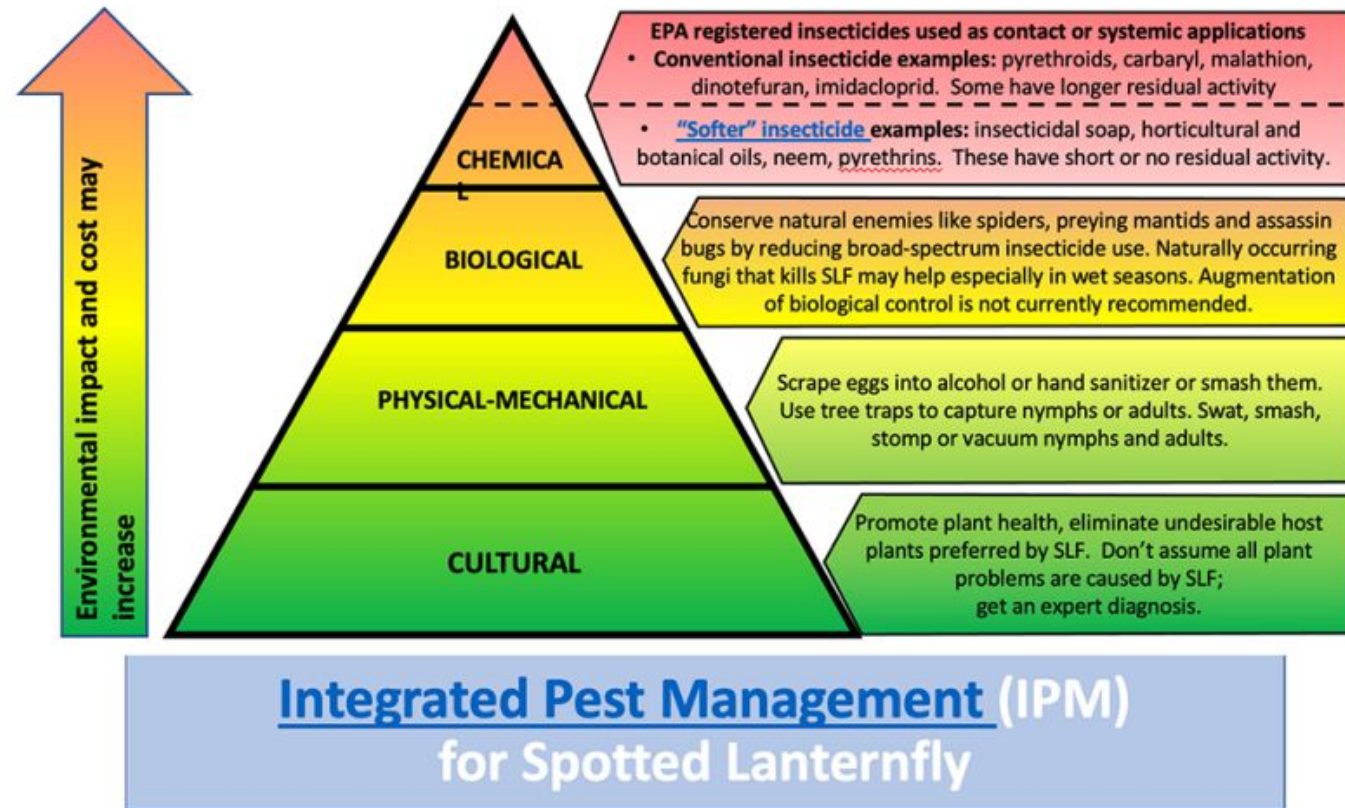 Environmental impact and cost may
increase
EPA registered insecticides used as contact or systemic applications
• Conventional insecticide examples: pyrethroids, carbaryl, malathion,
dinotefuran, imidacloprid. Some have longer residual activity
• “Softer” insecticide examples: insecticidal soap, horticultural and
botanical oils, neem, pyrethrins. These have short or no residual activity.
CHEMICA
L
Conserve natural enemies like spiders, preying mantids and assassin
bugs by reducing broad-spectrum insecticide use. Naturally occurring
fungi that kills SLF may help especially in wet seasons. Augmentation
of biological control is not currently recommended.
BIOLOGICAL
Scrape eggs into alcohol or hand sanitizer or smash them.
Use tree traps to capture nymphs or adults. Swat, smash,
stomp or vacuum nymphs and adults.
PHYSICAL-MECHANICAL
Promote plant health, eliminate undesirable host
plants preferred by SLF. Don’t assume all plant
problems are caused by SLF;
get an expert diagnosis.
CULTURAL
Integrated Pest Management (IPM)
for Spotted Lanternfly